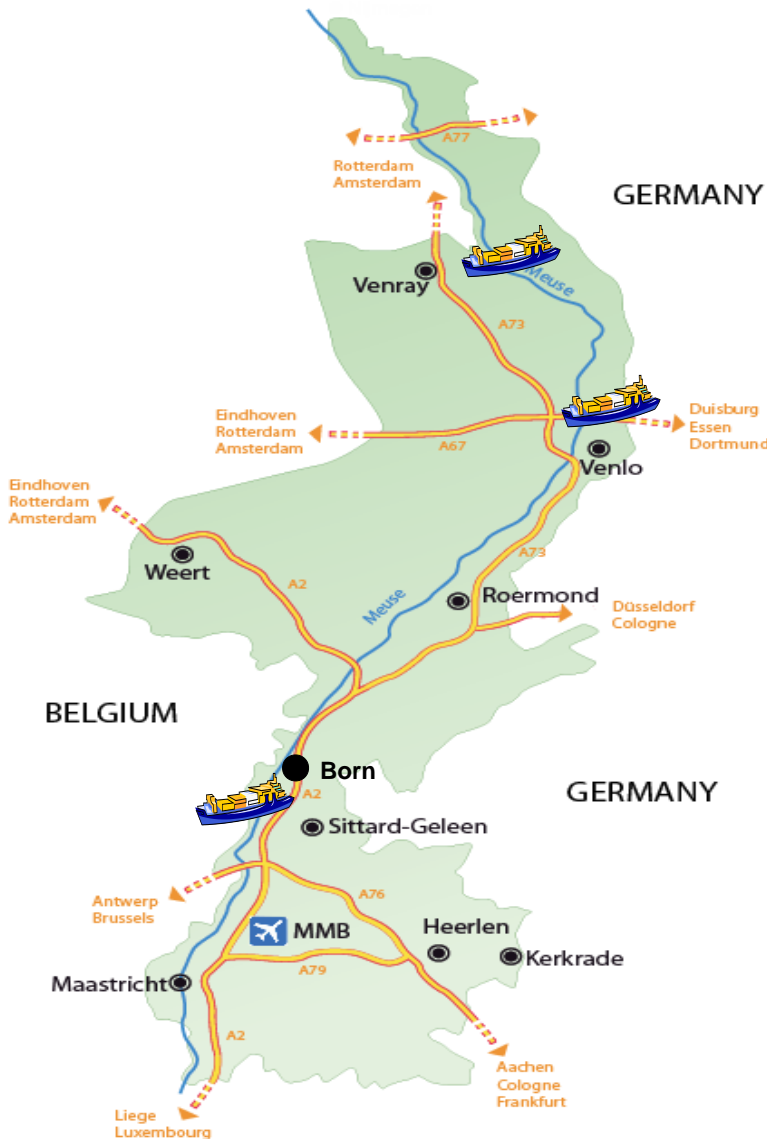 A77
Rotterdam
Amsterdam
GERMANY
Meuse
Venray
A73
Eindhoven
Rotterdam
Amsterdam
A67
Duisburg
Essen
Dortmund
Venlo
Eindhoven
Rotterdam
Amsterdam
Weert
A2
A73
Meuse
Roermond
Düsseldorf
Cologne
BELGIUM
Born
A2
GERMANY
Sittard-Geleen
Antwerp
Brussels
A76
MMB
Heerlen
Kerkrade
A79
Maastricht
A2
Aachen
Cologne
Frankfurt
Liege
Luxembourg